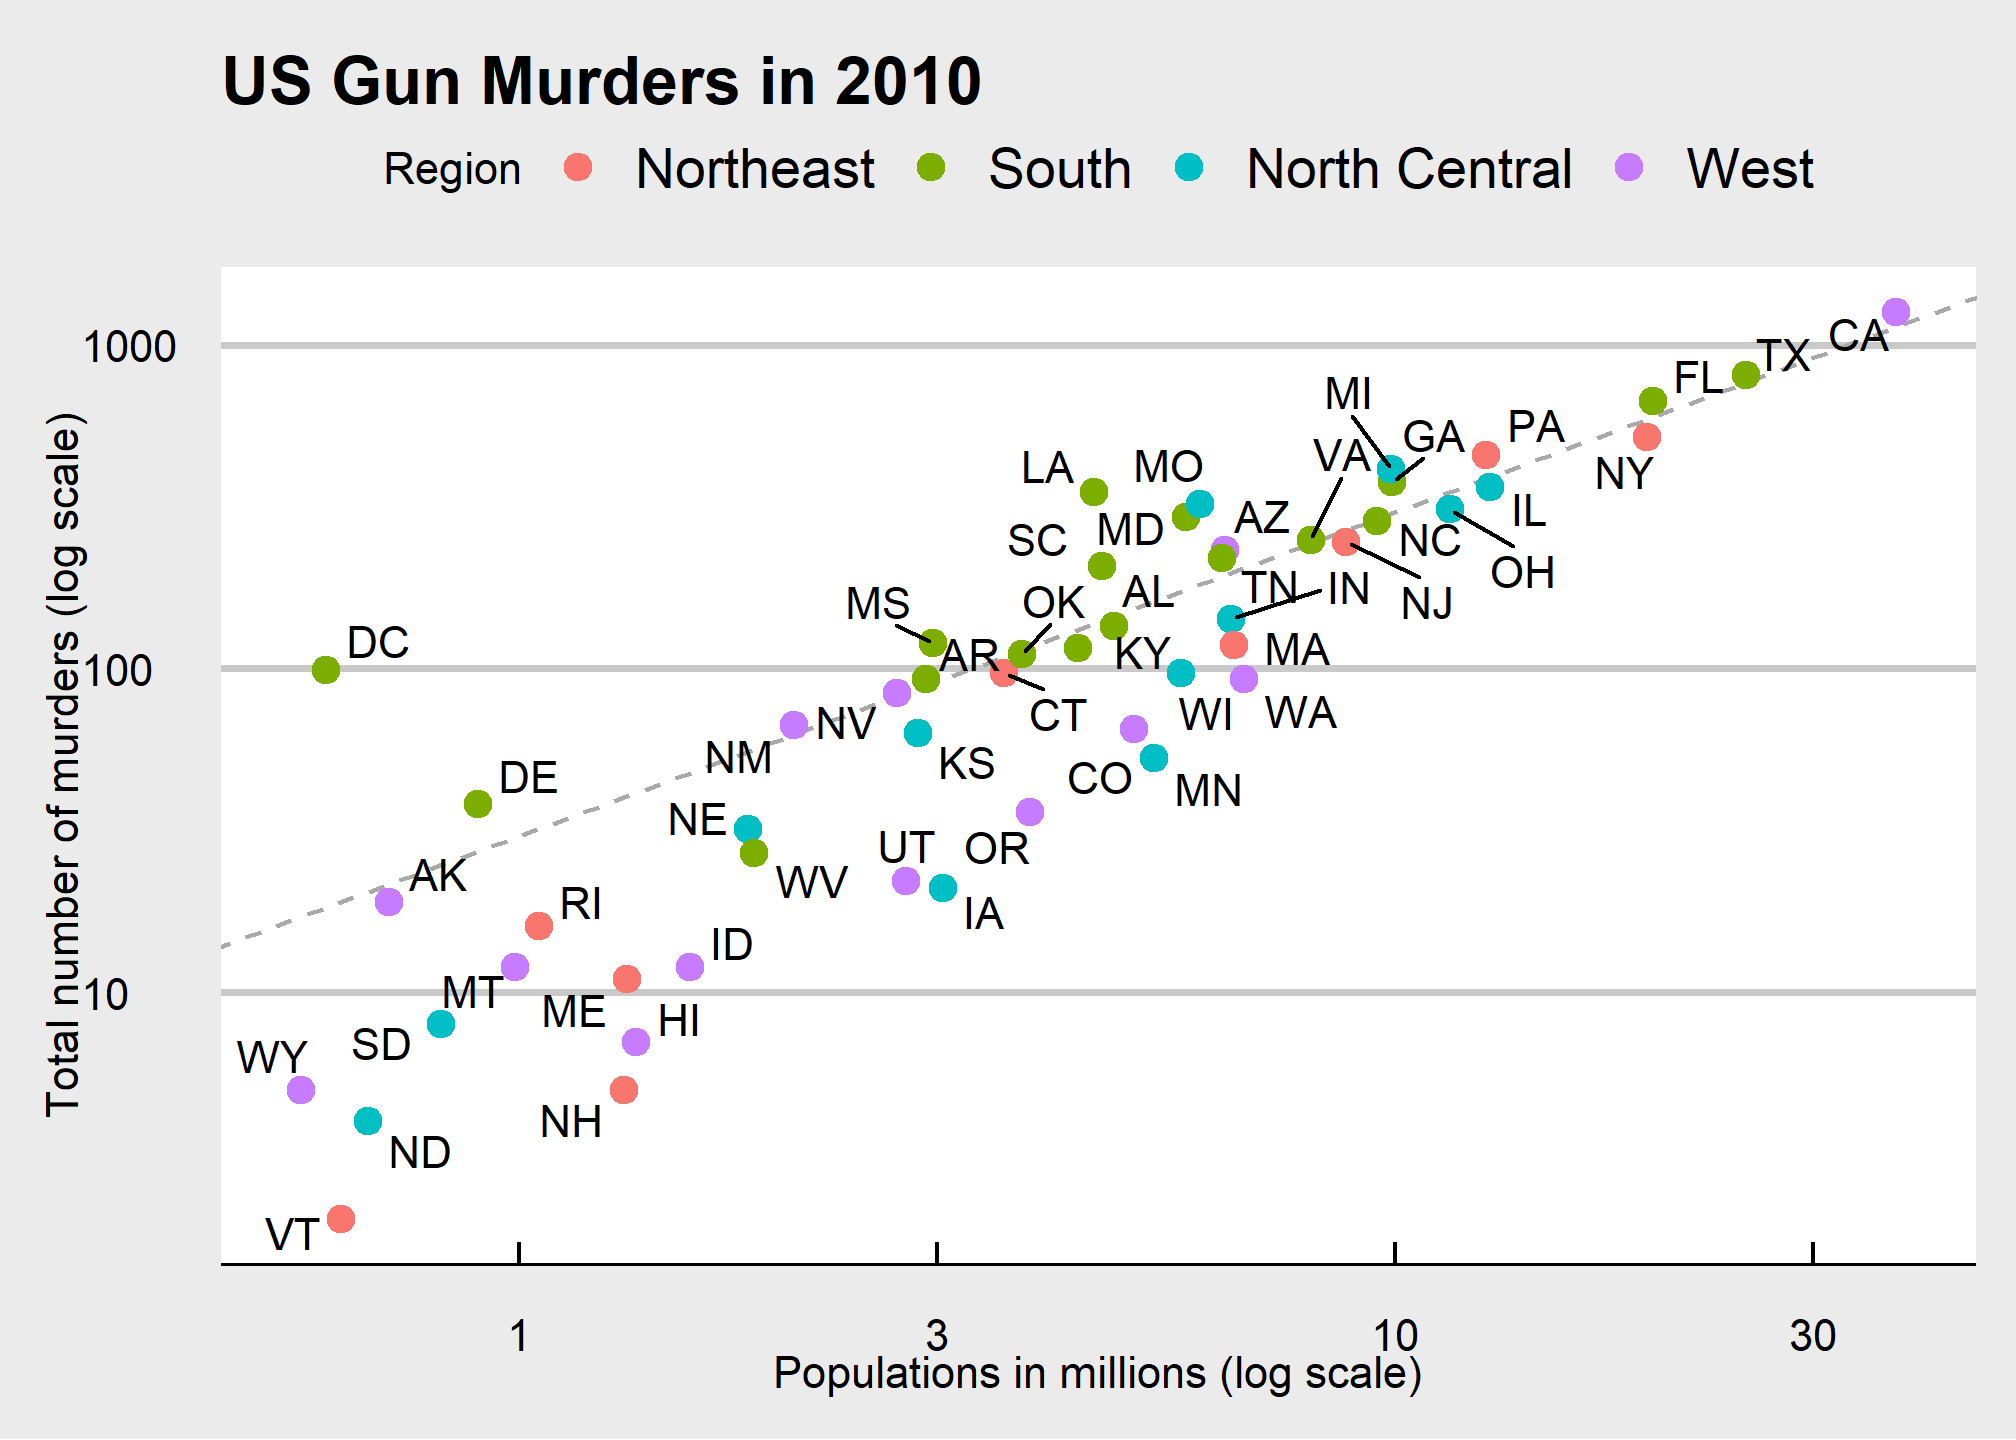 US Gun Murders in 2010
Region Northeast South North Central West
1000
CA
TX
FL
MI
GA
PA
VA
NY
LA
MO
IL
AZ
MD
SC
NC
OH
TN
IN
AL
OK
MS
NJ
DC
KY
MA
AR
100
CT
WI
WA
NV
NM
KS
CO
DE
MN
NE
UT
OR
AK
WV
RI
IA
ID
MT
10
ME
HI
SD
WY
NH
ND
VT
Total number of murders (log scale)
1 3 10 30
Populations in millions (log scale)